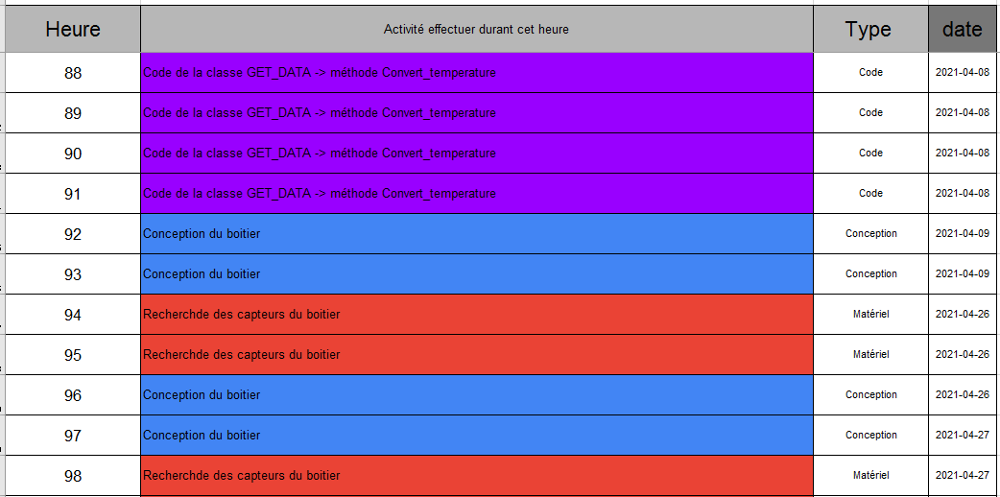 Heure Activité effectuer durant cet heure Type date
88 Code de la classe GET_DATA -> méthode Convert_temperature Code 2021-04-08
89 Code de la classe GET_DATA -> méthode Convert_temperature Code 2021-04-08
90 Code de la classe GET_DATA -> méthode Convert_temperature Code 2021-04-08
91 Code de la classe GET_DATA -> méthode Convert_temperature Code 2021-04-08
92 Conception du boitier Conception 2021-04-09
93 Conception du boitier Conception 2021-04-09
94 Recherchde des capteurs du boitier Matériel 2021-04-26
95 Recherchde des capteurs du boitier Matériel 2021-04-26
96 Conception du boitier Conception 2021-04-26
97 Conception du boitier Conception 2021-04-27
98 Recherchde des capteurs du boitier Matériel 2021-04-27